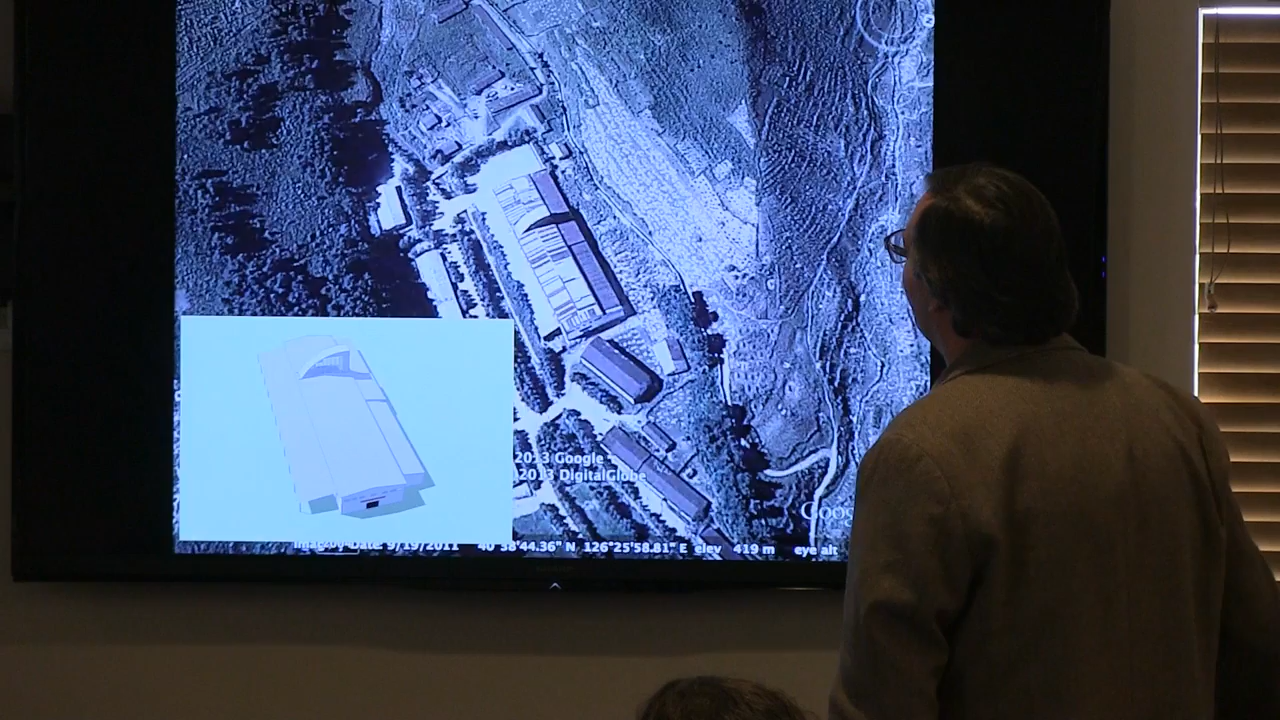 2013 Google
2013 DigitalGlobe
Goog
Imagery Date 9/19/2011 40°38'44.36" N 126°25'58.81" E elev 419 m eye alt